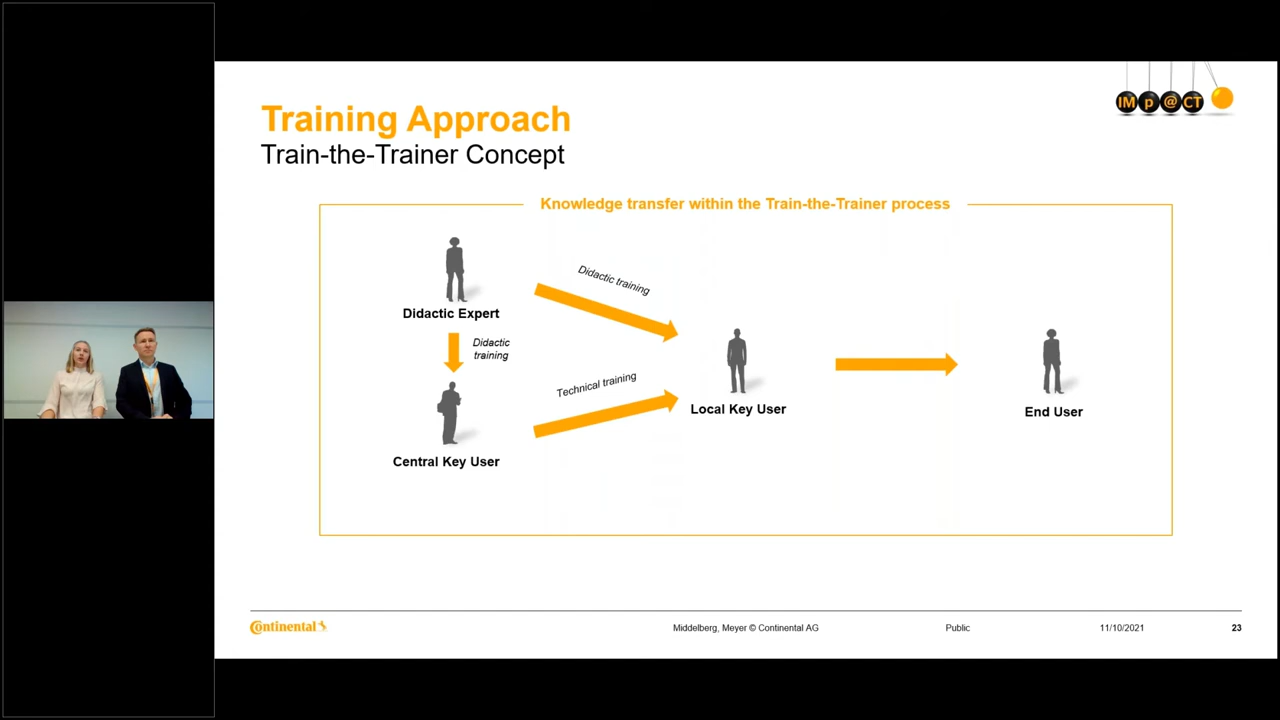 IMp@CT
Training Approach
Train-the-Trainer Concept
Knowledge transfer within the Train-the-Trainer process
Didactic training
Didactic Expert
Didactic
training
Technical training
Local Key User
End User
Central Key User
Continental
Middelberg, Meyer © Continental AG
Public
11/10/2021
23